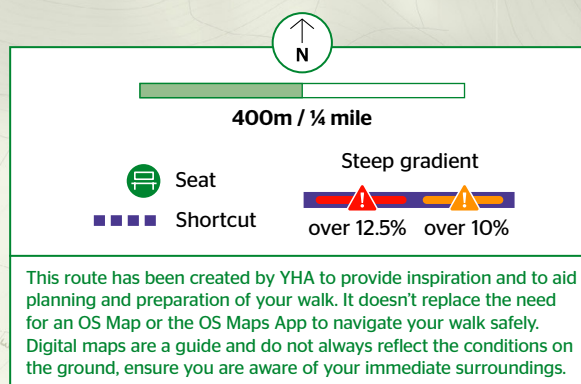 N
400m / ¼ mile
Seat
Steep gradient
Shortcut
! !
over 12.5% over 10%
This route has been created by YHA to provide inspiration and to aid
planning and preparation of your walk. It doesn't replace the need
for an OS Map or the OS Maps App to navigate your walk safely.
Digital maps are a guide and do not always reflect the conditions on
the ground, ensure you are aware of your immediate surroundings.